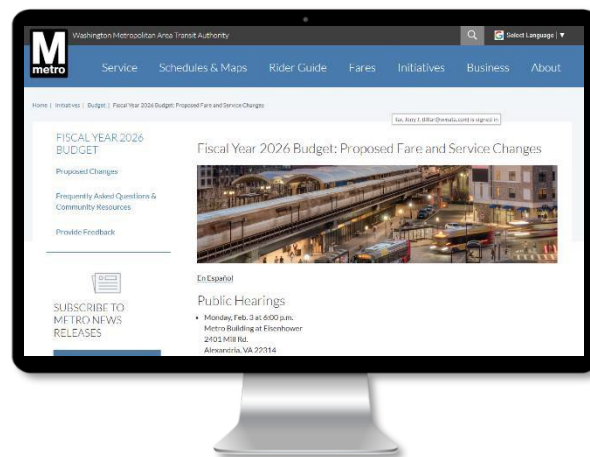 M
metro
Washington Metropolitan Area Transit Authority
G Select Language | ▼
Service Schedules & Maps Rider Guide Fares Initiatives Business About
Home | Initiatives | Budget | Fiscal Year 2026 Budget: Proposed Fare and Service Changes
is signed in
FISCAL YEAR 2026
BUDGET
Proposed Changes
Frequently Asked Questions &
Community Resources
Provide Feedback
SUBSCRIBE TO
METRO NEWS
RELEASES
Fiscal Year 2026 Budget: Proposed Fare and Service Changes
En Español
Public Hearings
• Monday, Feb. 3 at 6:00 p.m.
Metro Building at Eisenhower
2401 Mill Rd.
Alexandria, VA 22314